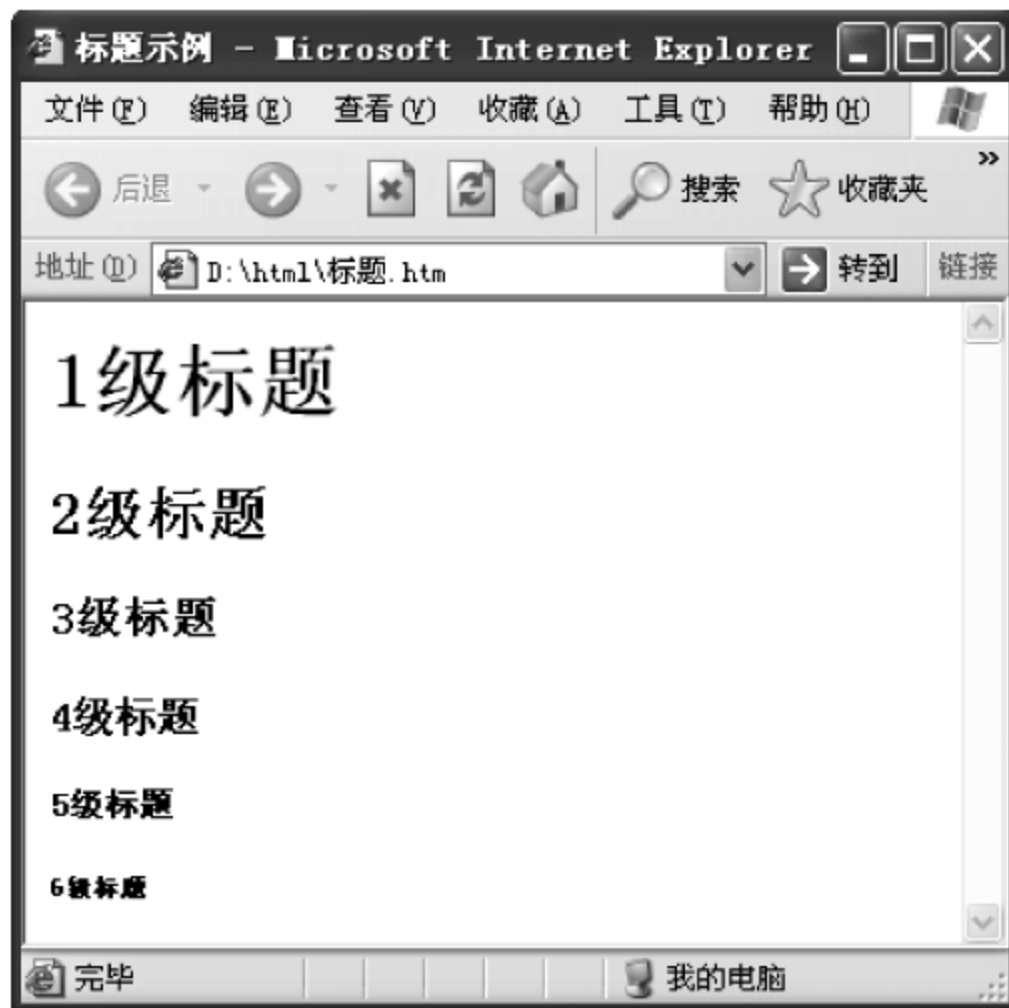 标题示例 - Microsoft Internet Explorer
文件(F) 编辑(E) 查看(V) 收藏(A) 工具(T) 帮助(H)
后退 搜索 收藏夹 »
地址(D) D:\html\标题.htm 转到 链接
1级标题
2级标题
3级标题
4级标题
5级标题
6级标题
完毕 我的电脑